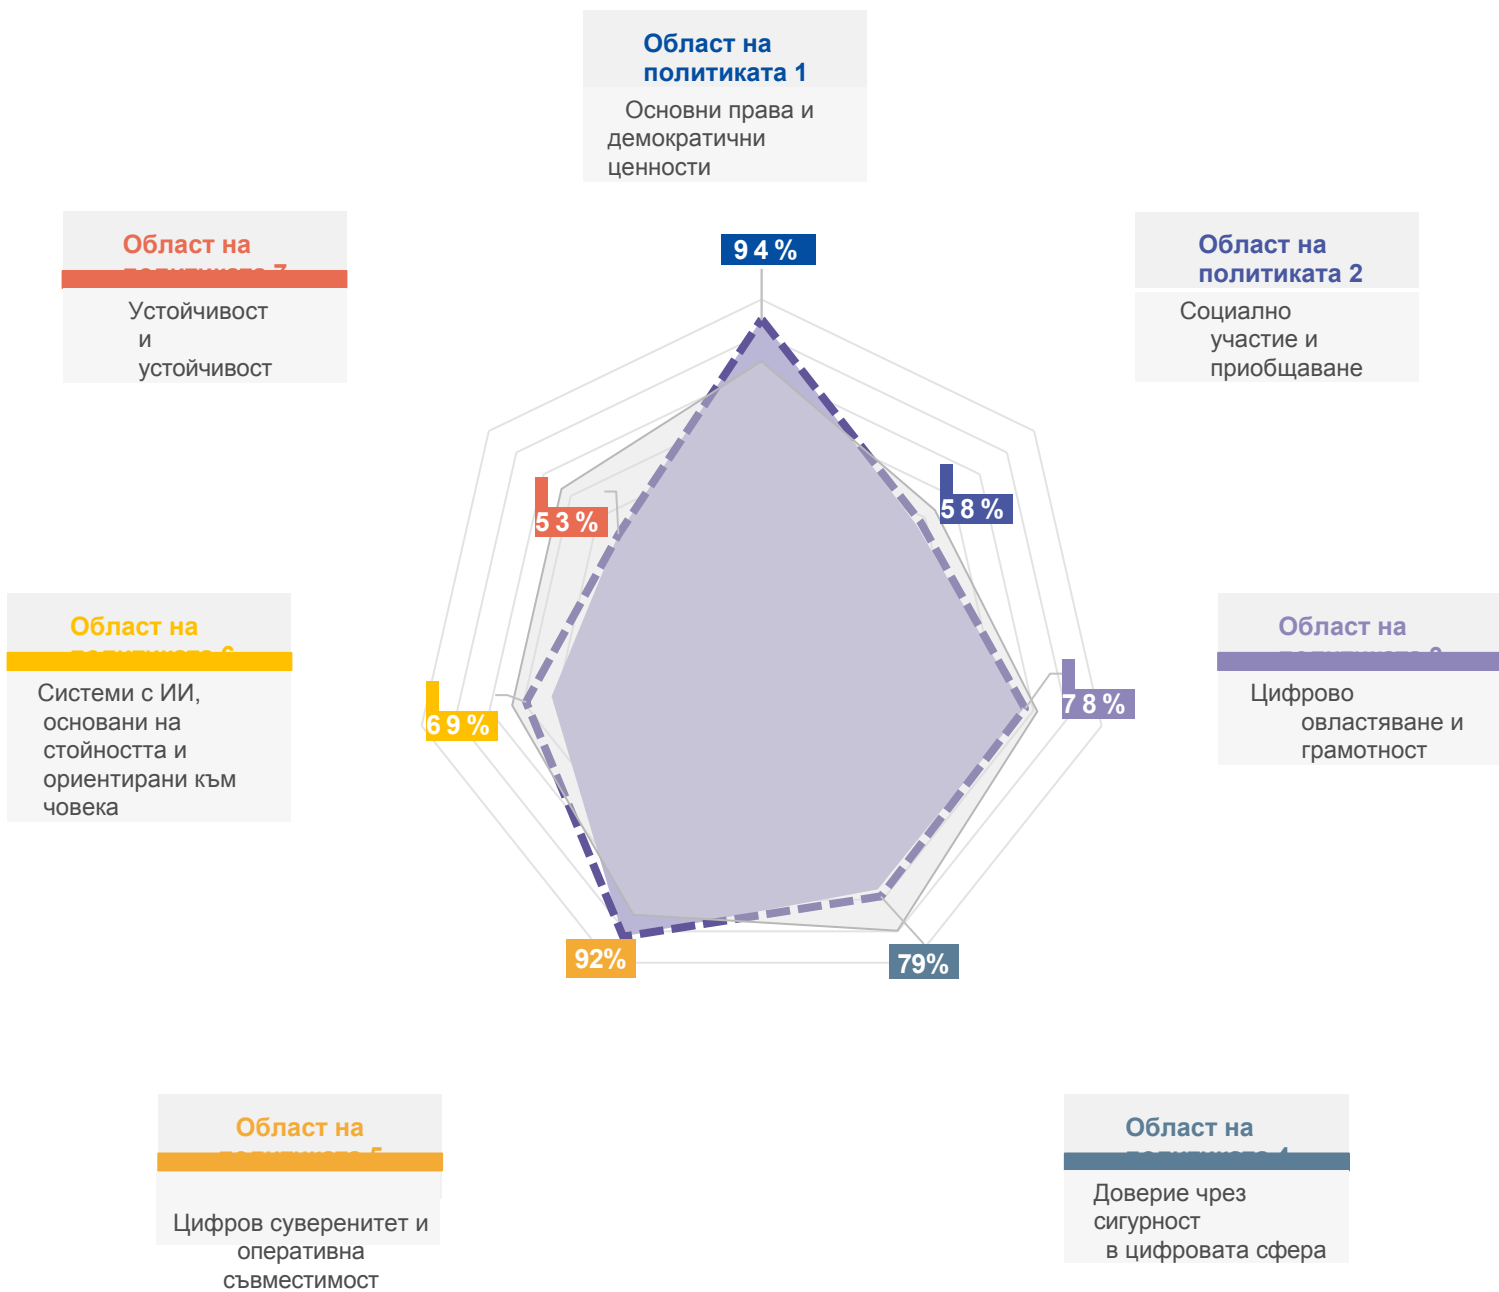 Област на
политиката 1
Основни права и
демократични
ценности
94%
Област на
Устойчивост
и
устойчивост
53%
Област на
политиката 2
Социално
участие и
приобщаване
58%
Област на
Системи с ИИ,
основани на
стойността и
ориентирани към
човека
69%
Област на
Цифрово
овластяване и
грамотност
78%
92%
79%
Област на
Цифров суверенитет и
оперативна
съвместимост
Област на
Доверие чрез
сигурност
в цифровата сфера